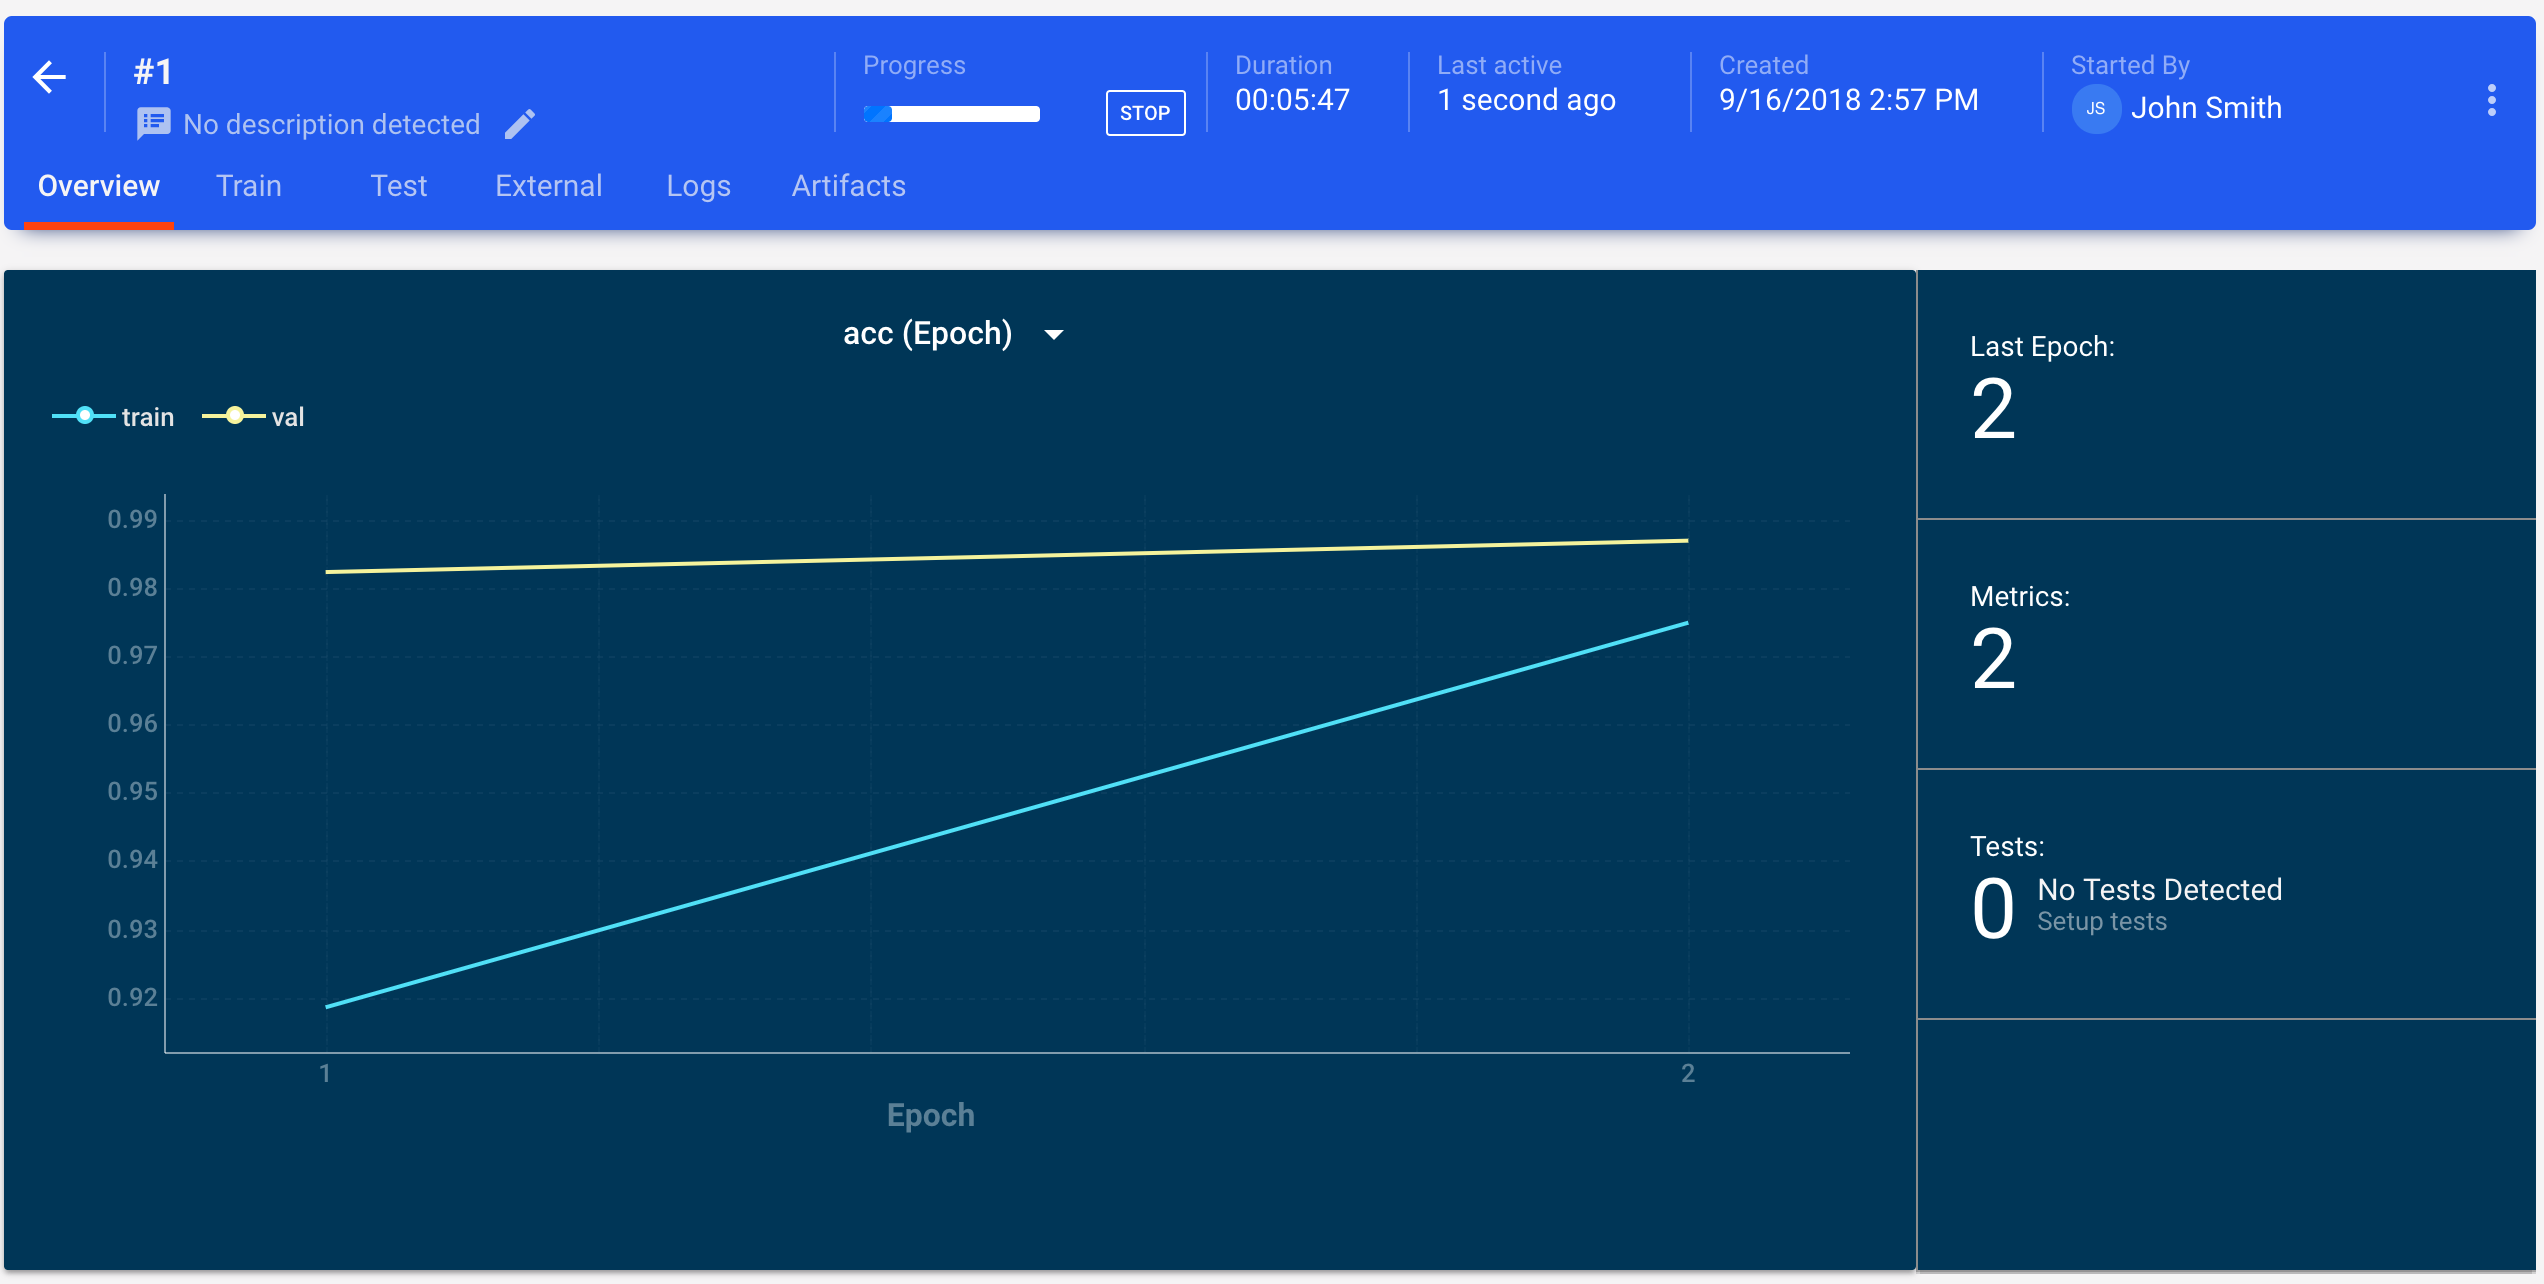 #1
No description detected
Progress
STOP
Duration
00:05:47
Last active
1 second ago
Created
9/16/2018 2:57 PM
Started By
JS
John Smith
Overview
Train
Test
External
Logs
Artifacts
acc (Epoch)
train
val
0.99
0.98
0.97
0.96
0.95
0.94
0.93
0.92
1
2
Epoch
Last Epoch:
2
Metrics:
2
Tests:
0
No Tests Detected
Setup tests